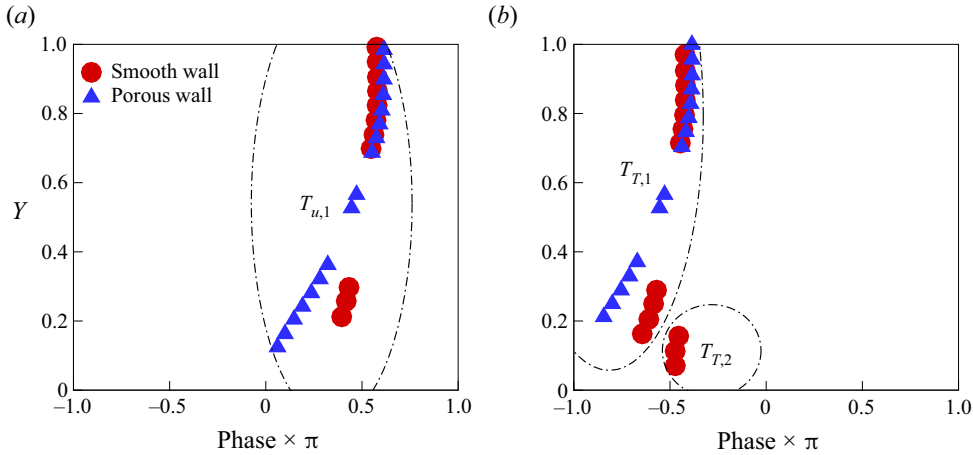 (a)
(b)
1.0
0.8
0.6
0.4
0.2
0
Y
Smooth wall
Porous wall
T_{u,1}
−1.0 −0.5 0 0.5 1.0
Phase × π
1.0
0.8
0.6
0.4
0.2
0
T_{T,1}
T_{T,2}
−1.0 −0.5 0 0.5 1.0
Phase × π